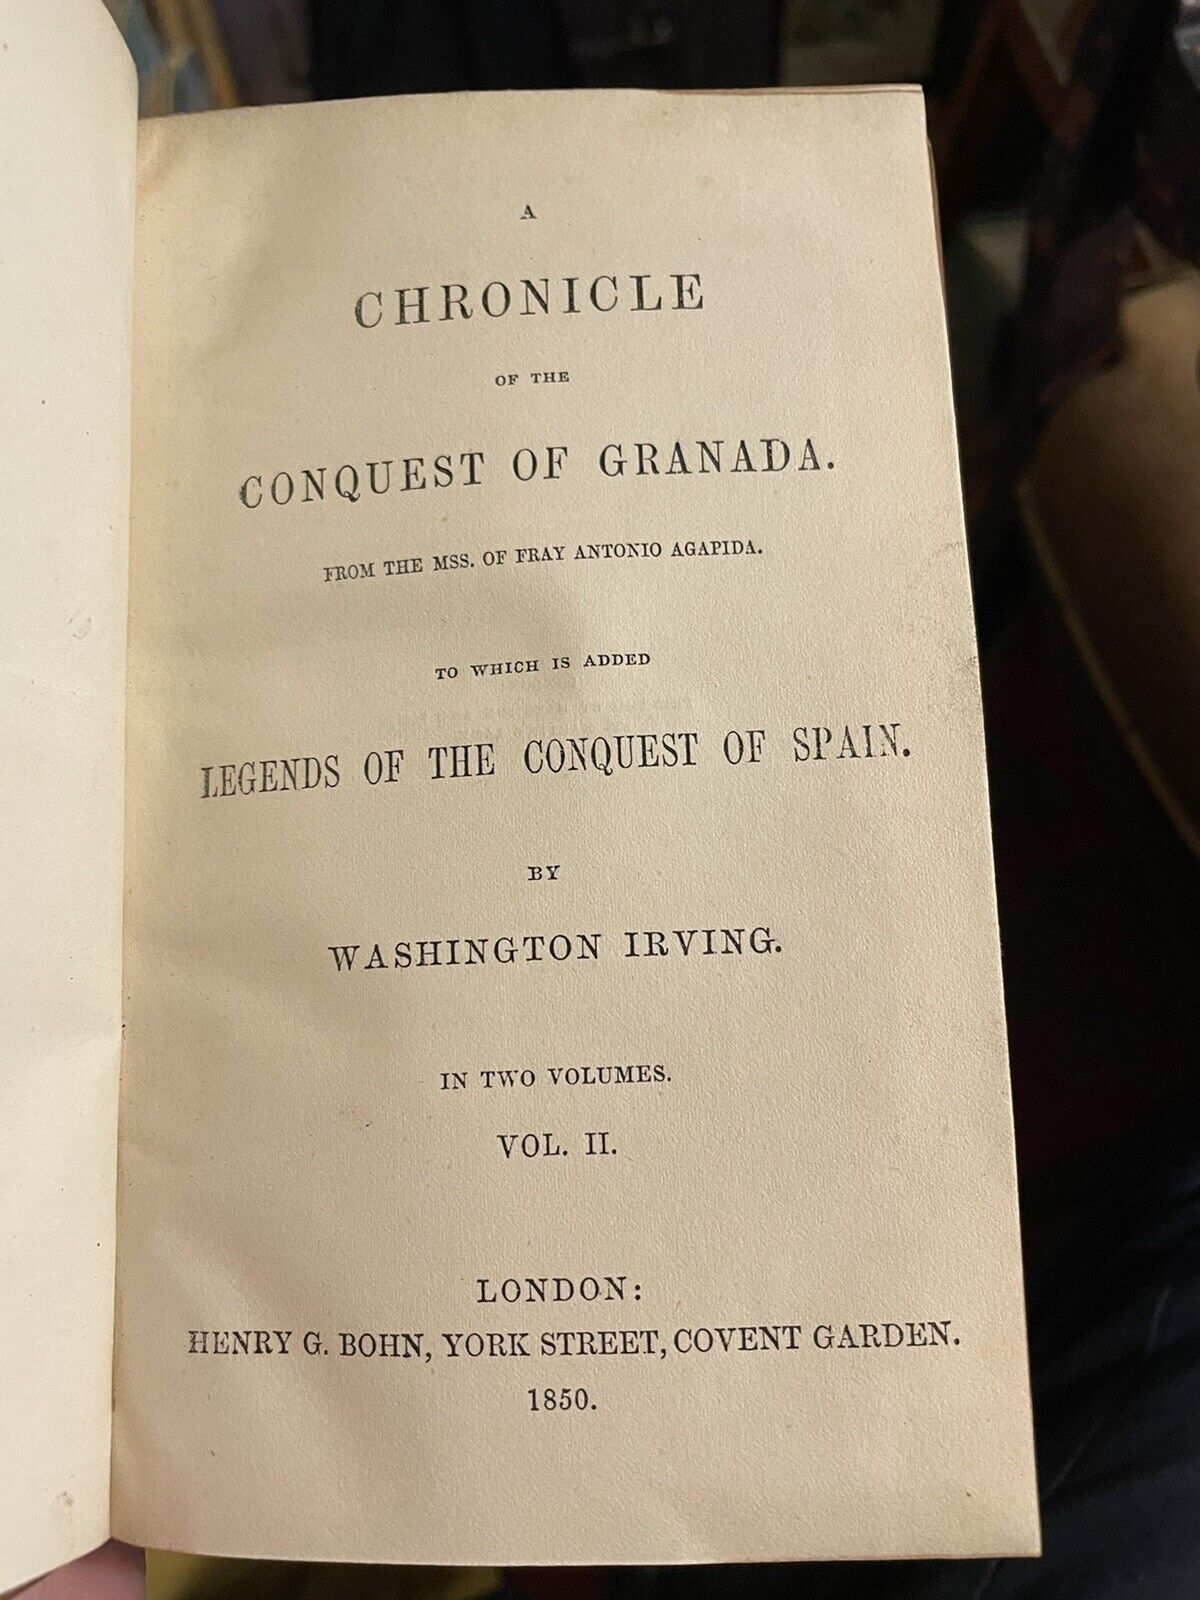 A
CHRONICLE
OF THE
CONQUEST OF GRANADA.
FROM THE MSS. OF FRAY ANTONIO AGAPIDA.
TO WHICH IS ADDED
LEGENDS OF THE CONQUEST OF SPAIN.
BY
WASHINGTON IRVING.
IN TWO VOLUMES.
VOL. II.
LONDON:
HENRY G. BOHN, YORK STREET, COVENT GARDEN.
1850.